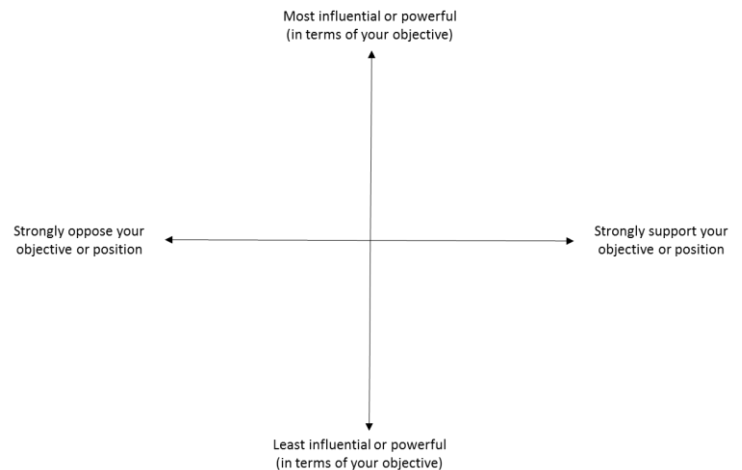 Most influential or powerful
(in terms of your objective)
Strongly oppose your
objective or position
Strongly support your
objective or position
Least influential or powerful
(in terms of your objective)